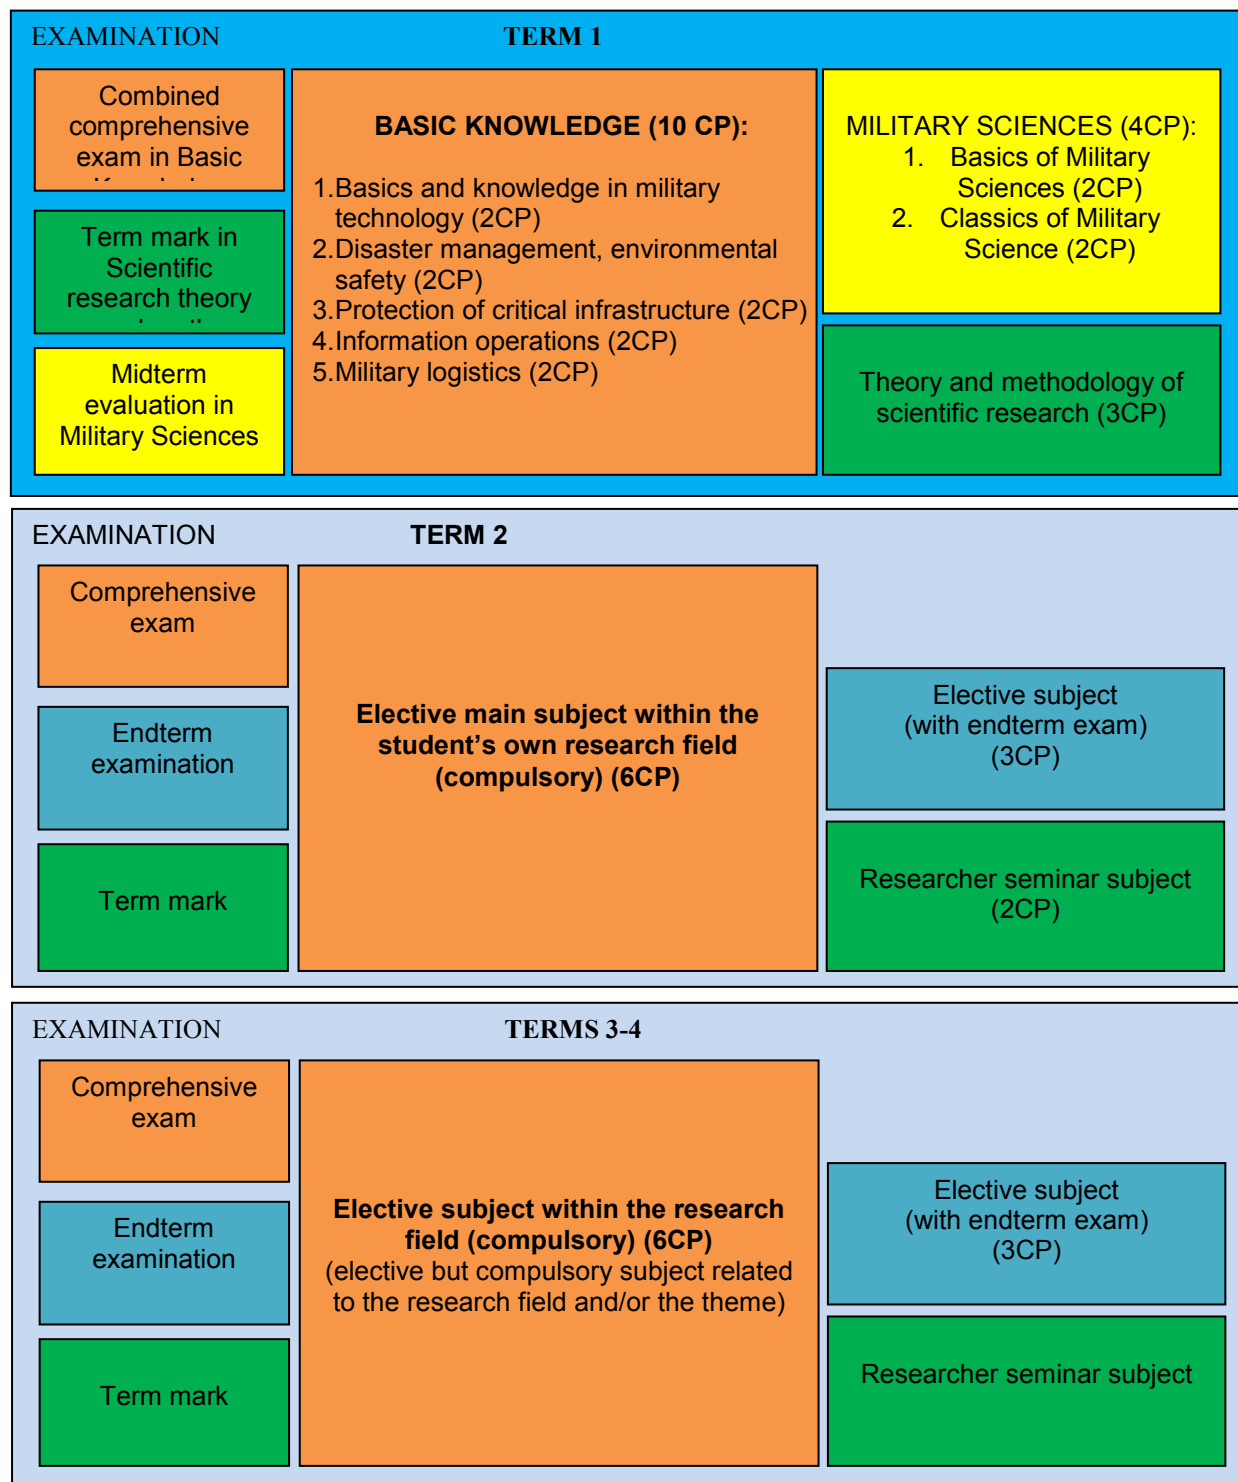 EXAMINATION TERM 1
Combined
comprehensive
exam in Basic
Term mark in
Scientific
research theory
Midterm
evaluation in
Military Sciences
BASIC KNOWLEDGE (10 CP):
1.Basics and knowledge in military
technology (2CP)
2.Disaster management, environmental
safety (2CP)
3.Protection of critical infrastructure (2CP)
4.Information operations (2CP)
5.Military logistics (2CP)
MILITARY SCIENCES (4CP):
1. Basics of Military
Sciences (2CP)
2. Classics of Military
Science (2CP)
Theory and methodology of
scientific research (3CP)
EXAMINATION TERM 2
Comprehensive
exam
Endterm
examination
Term mark
Elective main subject within the
student's own research field
(compulsory) (6CP)
Elective subject
(with endterm exam)
(3CP)
Researcher seminar subject
(2CP)
EXAMINATION TERMS 3-4
Comprehensive
exam
Endterm
examination
Term mark
Elective subject within the research
field (compulsory) (6CP)
(elective but compulsory subject related
to the research field and/or the theme)
Elective subject
(with endterm exam)
(3CP)
Researcher seminar subject